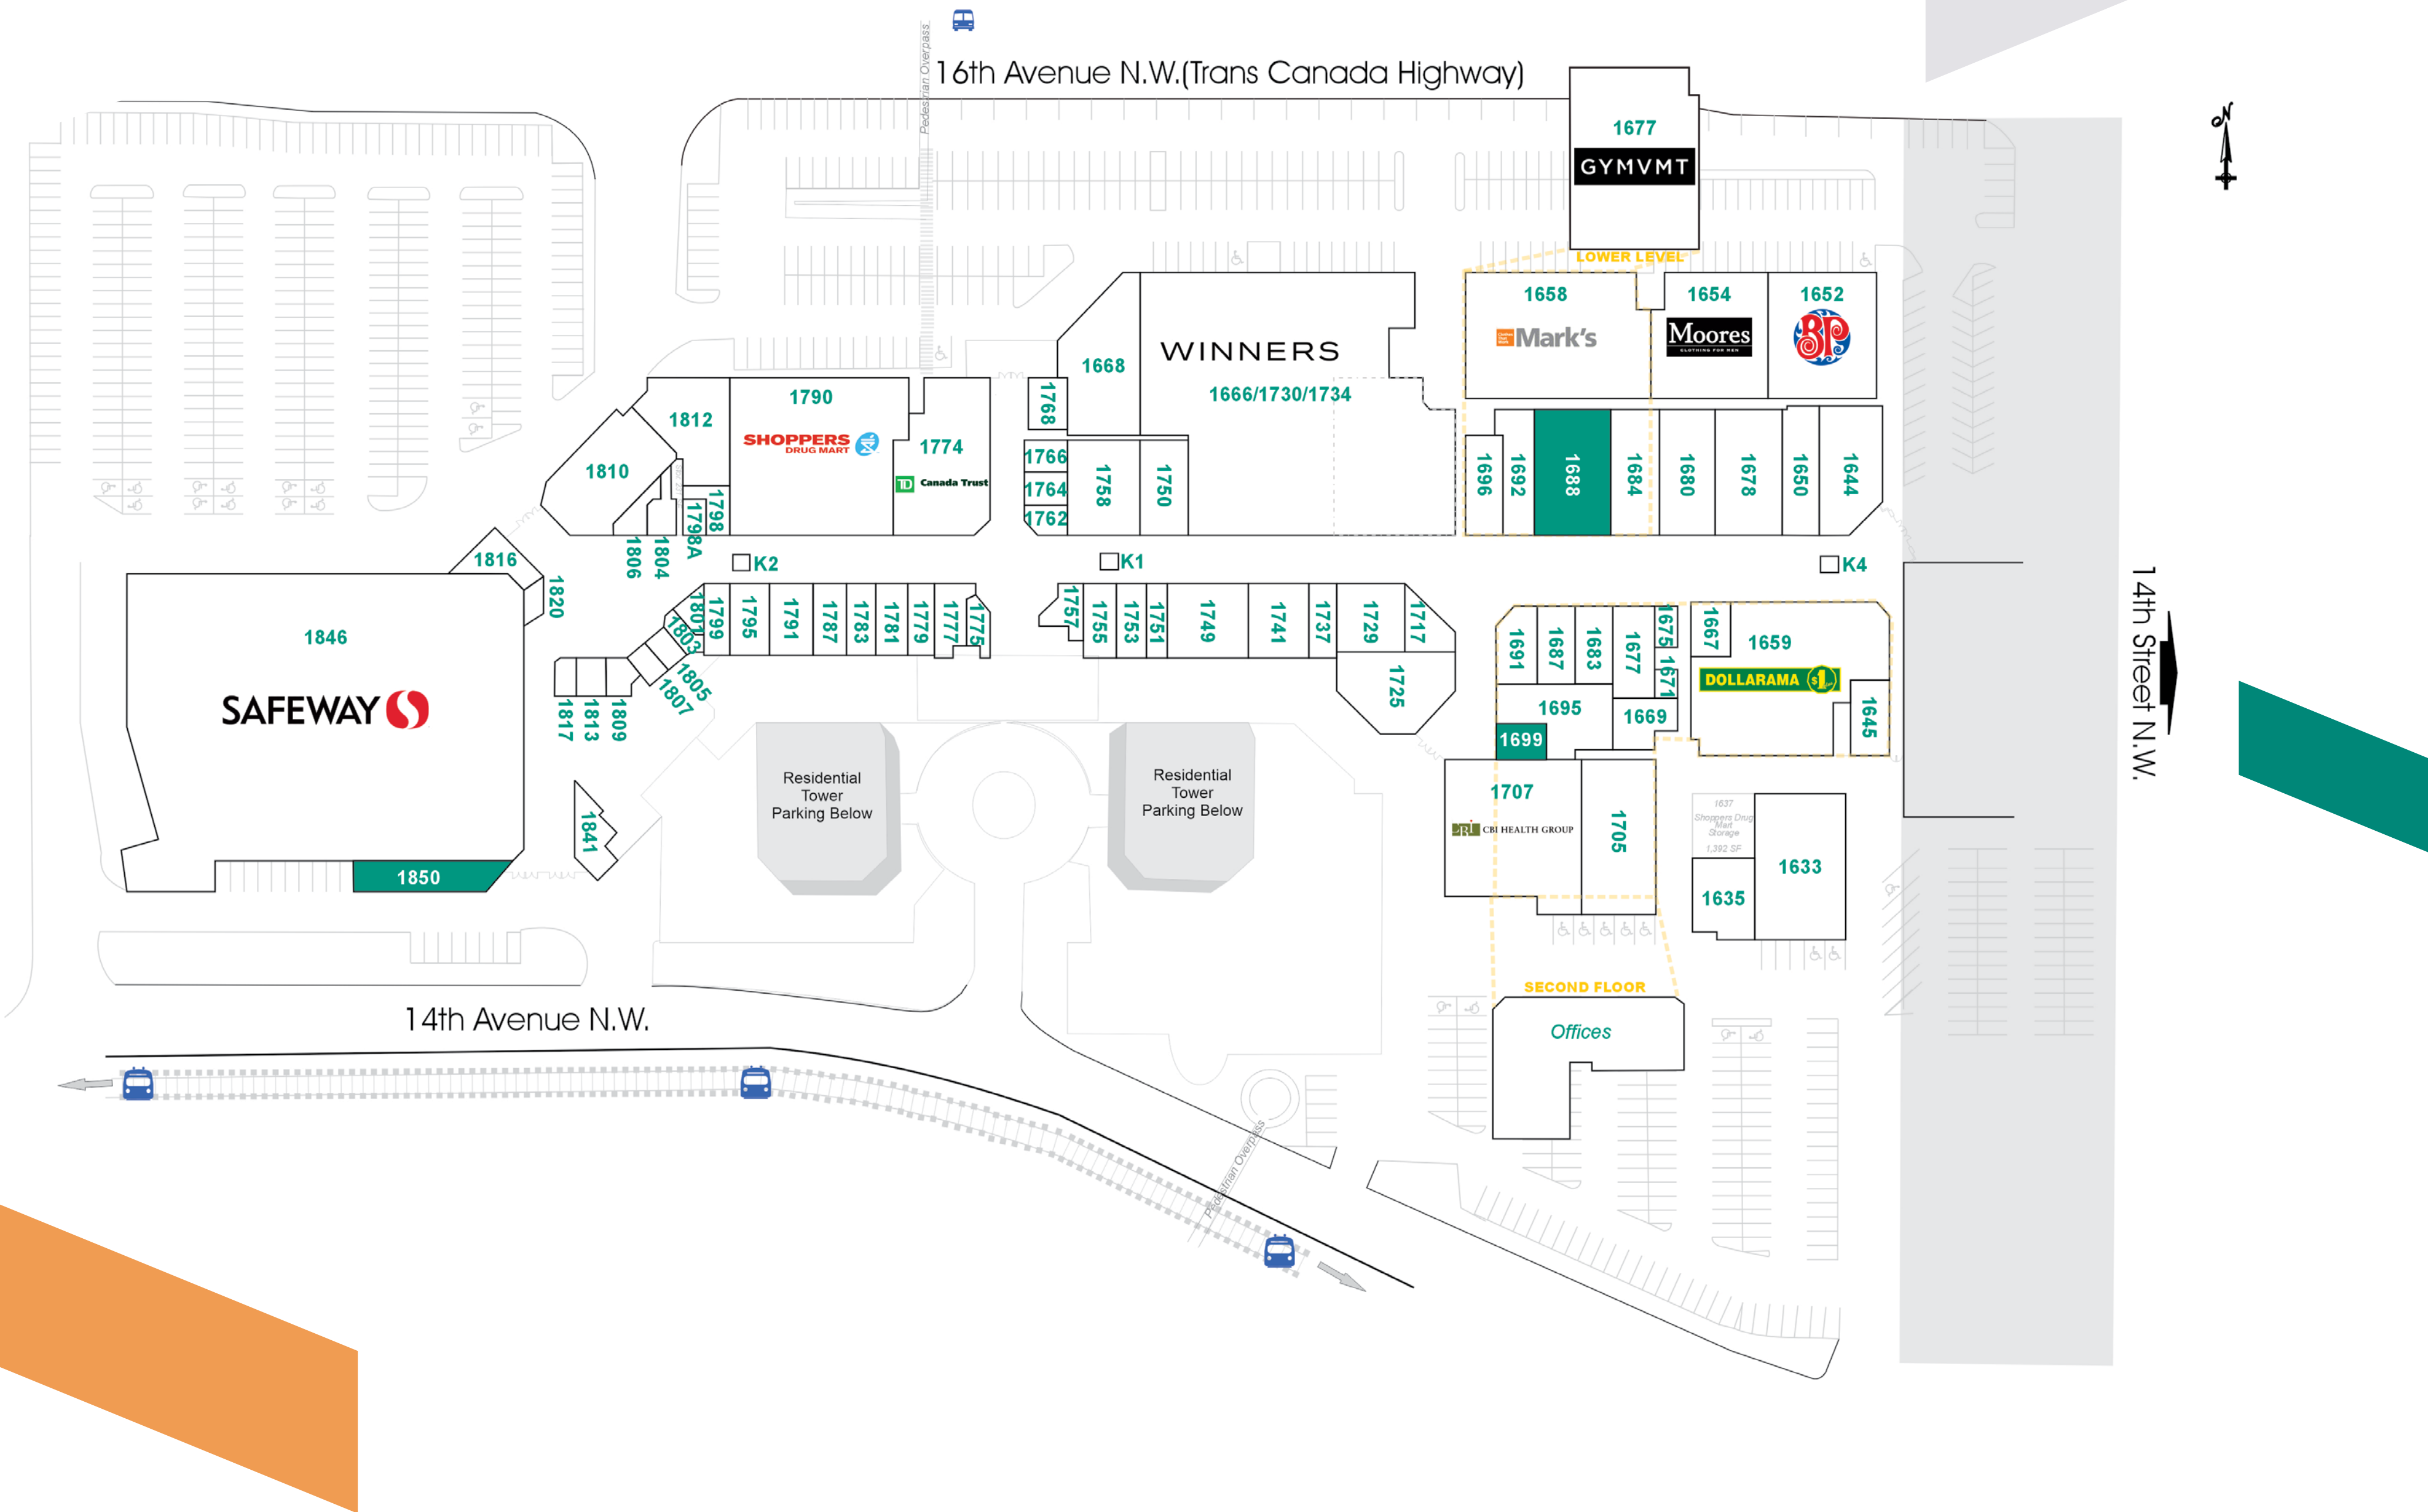 16th Avenue N.W.(Trans Canada Highway)
Pedestrian Overpass
N
1677
GYMVMT
LOWER LEVEL
1658
Mark's
1654
Moores
CLOTHING FOR MEN
1652
BP
1668
WINNERS
1666/1730/1734
1768
1766
1764
1762
1758
1750
1812
1790
SHOPPERS
DRUG MART
1774
TD Canada Trust
1810
1806
1804
1798A
1798
1696
1692
1688
1684
1680
1678
1650
1644
K2
K1
K4
1816
1820
1846
SAFEWAY
1850
1801
1803
1799
1795
1791
1787
1783
1781
1779
1777
1775
1805
1807
1817
1813
1809
1841
1757
1755
1753
1751
1749
1741
1737
1729
1717
1725
1691
1687
1683
1677
1675
1671
1667
1659
DOLLARAMA $1
1645
1695
1669
1699
1707
CBI CBI HEALTH GROUP
1705
1637
Shoppers Drug
Mart
Storage
1,392 SF
1633
1635
14th Street N.W.
Residential
Tower
Parking Below
Residential
Tower
Parking Below
SECOND FLOOR
Offices
14th Avenue N.W.
Pedestrian Overpass